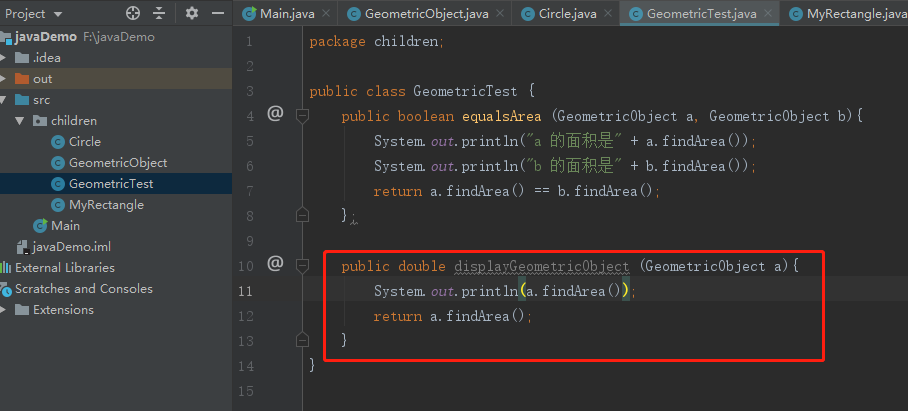 Project
Main.java
GeometricObject.java
Circle.java
GeometricTest.java
MyRectangle.java
javaDemo F:\javaDemo
.idea
out
src
children
Circle
GeometricObject
GeometricTest
MyRectangle
Main
javaDemo.iml
External Libraries
Scratches and Consoles
Extensions
1 package children;
2
3 public class GeometricTest {
4 @ public boolean equalsArea (GeometricObject a, GeometricObject b){
5 System.out.println("a 的面积是" + a.findArea());
6 System.out.println("b 的面积是" + b.findArea());
7 return a.findArea() == b.findArea();
8 };
9
10 @ public double displayGeometricObject (GeometricObject a){
11 System.out.println(a.findArea());
12 return a.findArea();
13 }
14 }
15